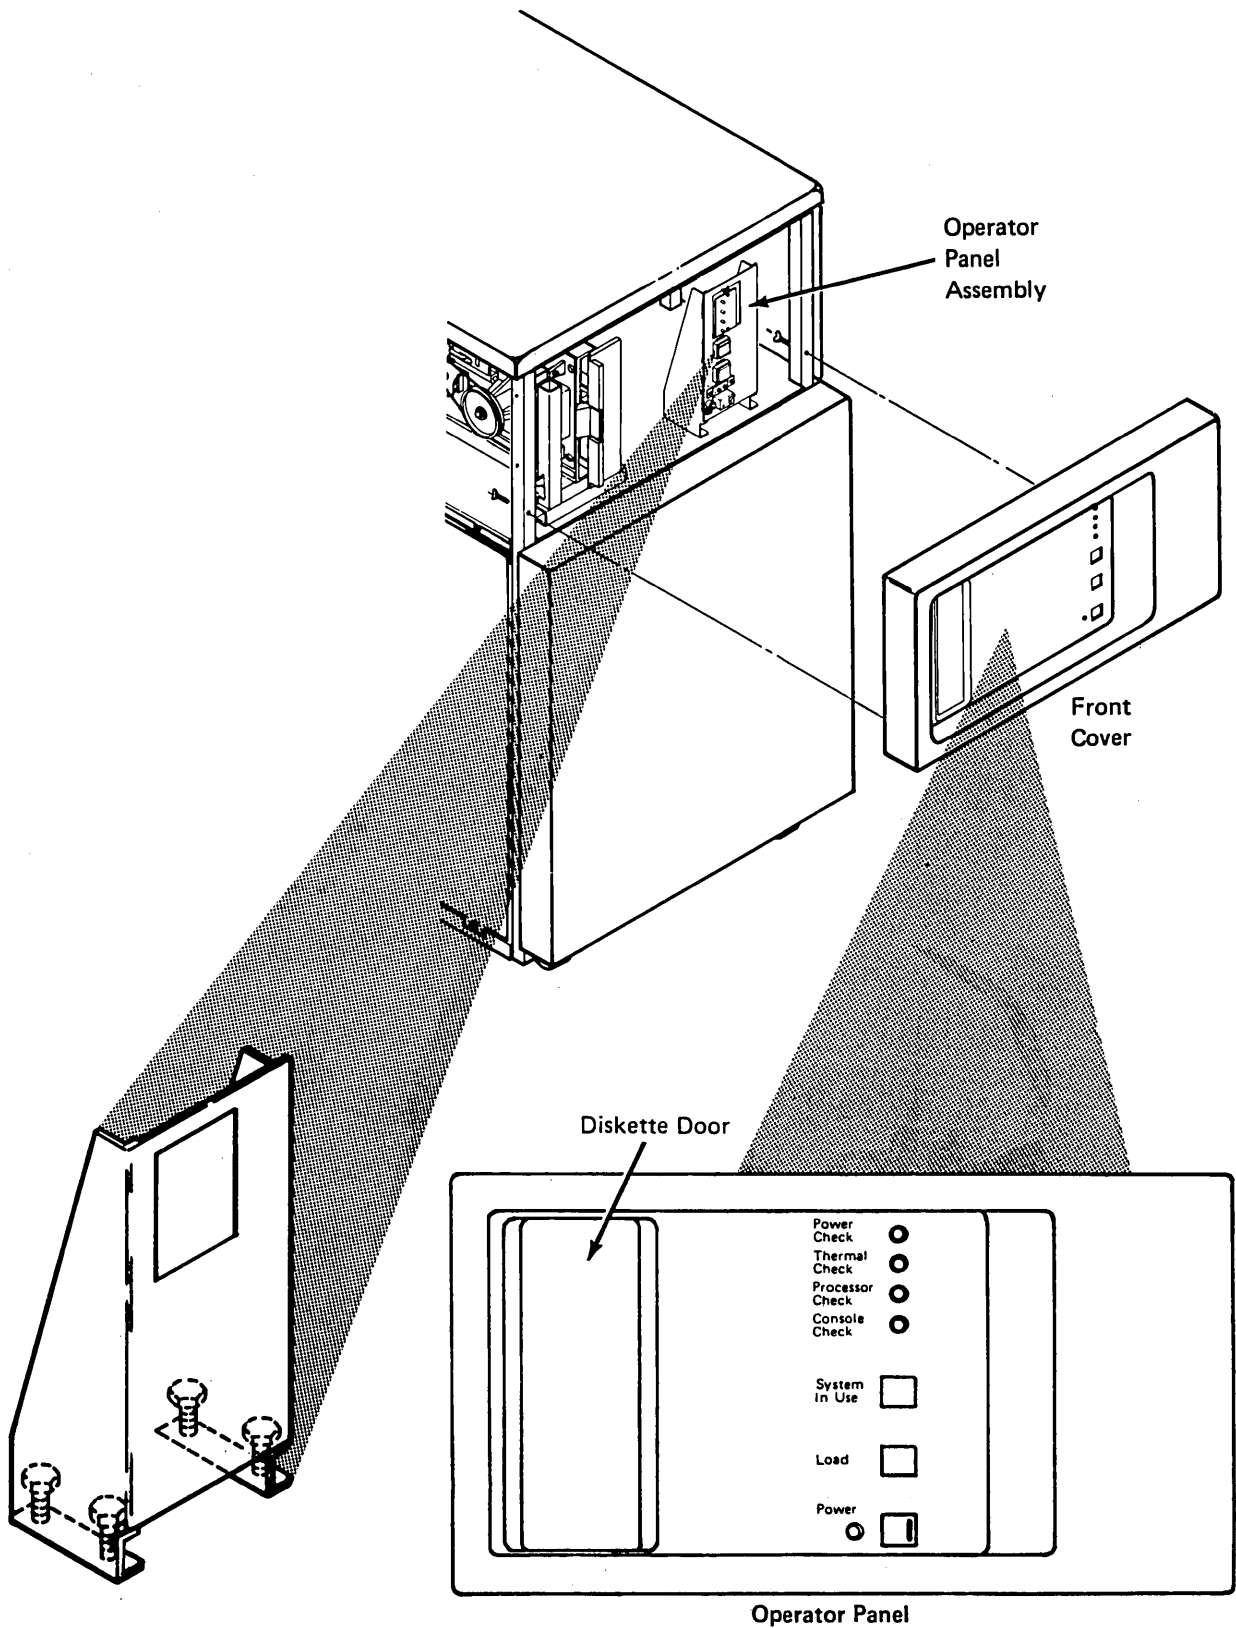 Operator
Panel
Assembly
Front
Cover
Diskette Door
Power
Check
Thermal
Check
Processor
Check
Console
Check
System
In Use
Load
Power
Operator Panel